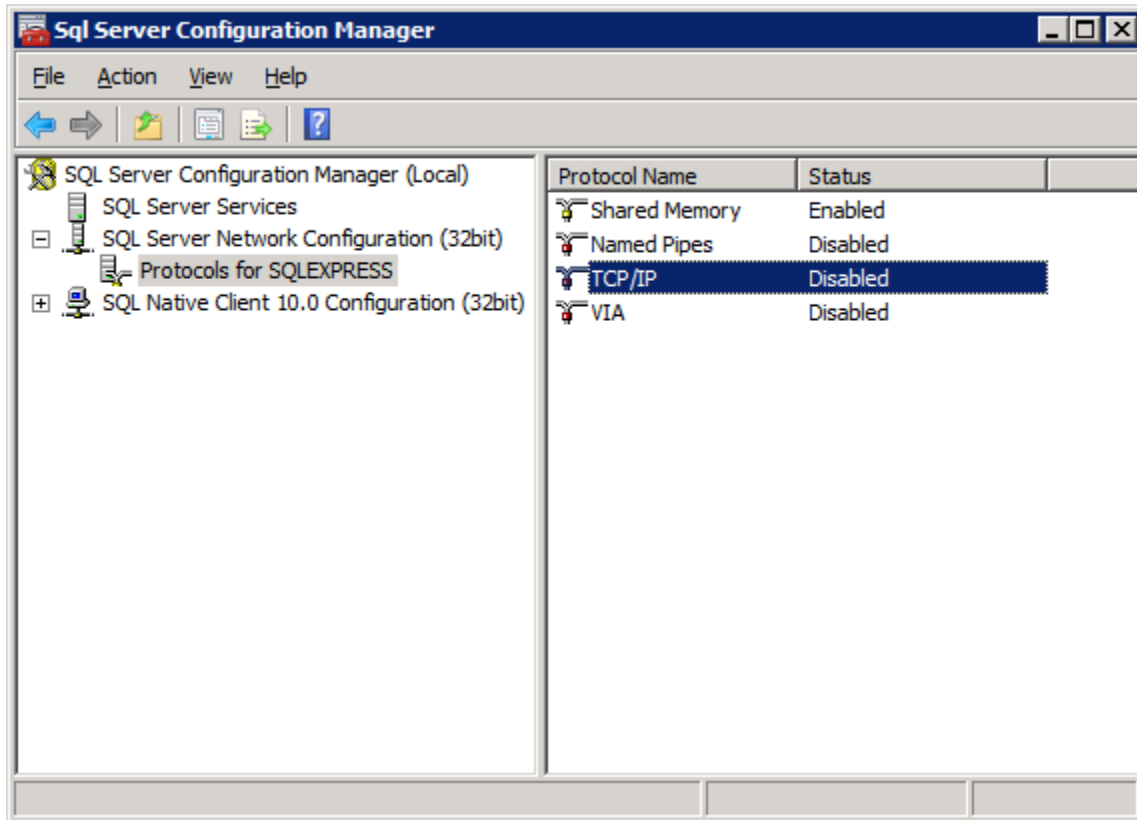 Sql Server Configuration Manager
File Action View Help
SQL Server Configuration Manager (Local)
SQL Server Services
SQL Server Network Configuration (32bit)
Protocols for SQLEXPRESS
SQL Native Client 10.0 Configuration (32bit)
Protocol Name Status
Shared Memory Enabled
Named Pipes Disabled
TCP/IP Disabled
VIA Disabled